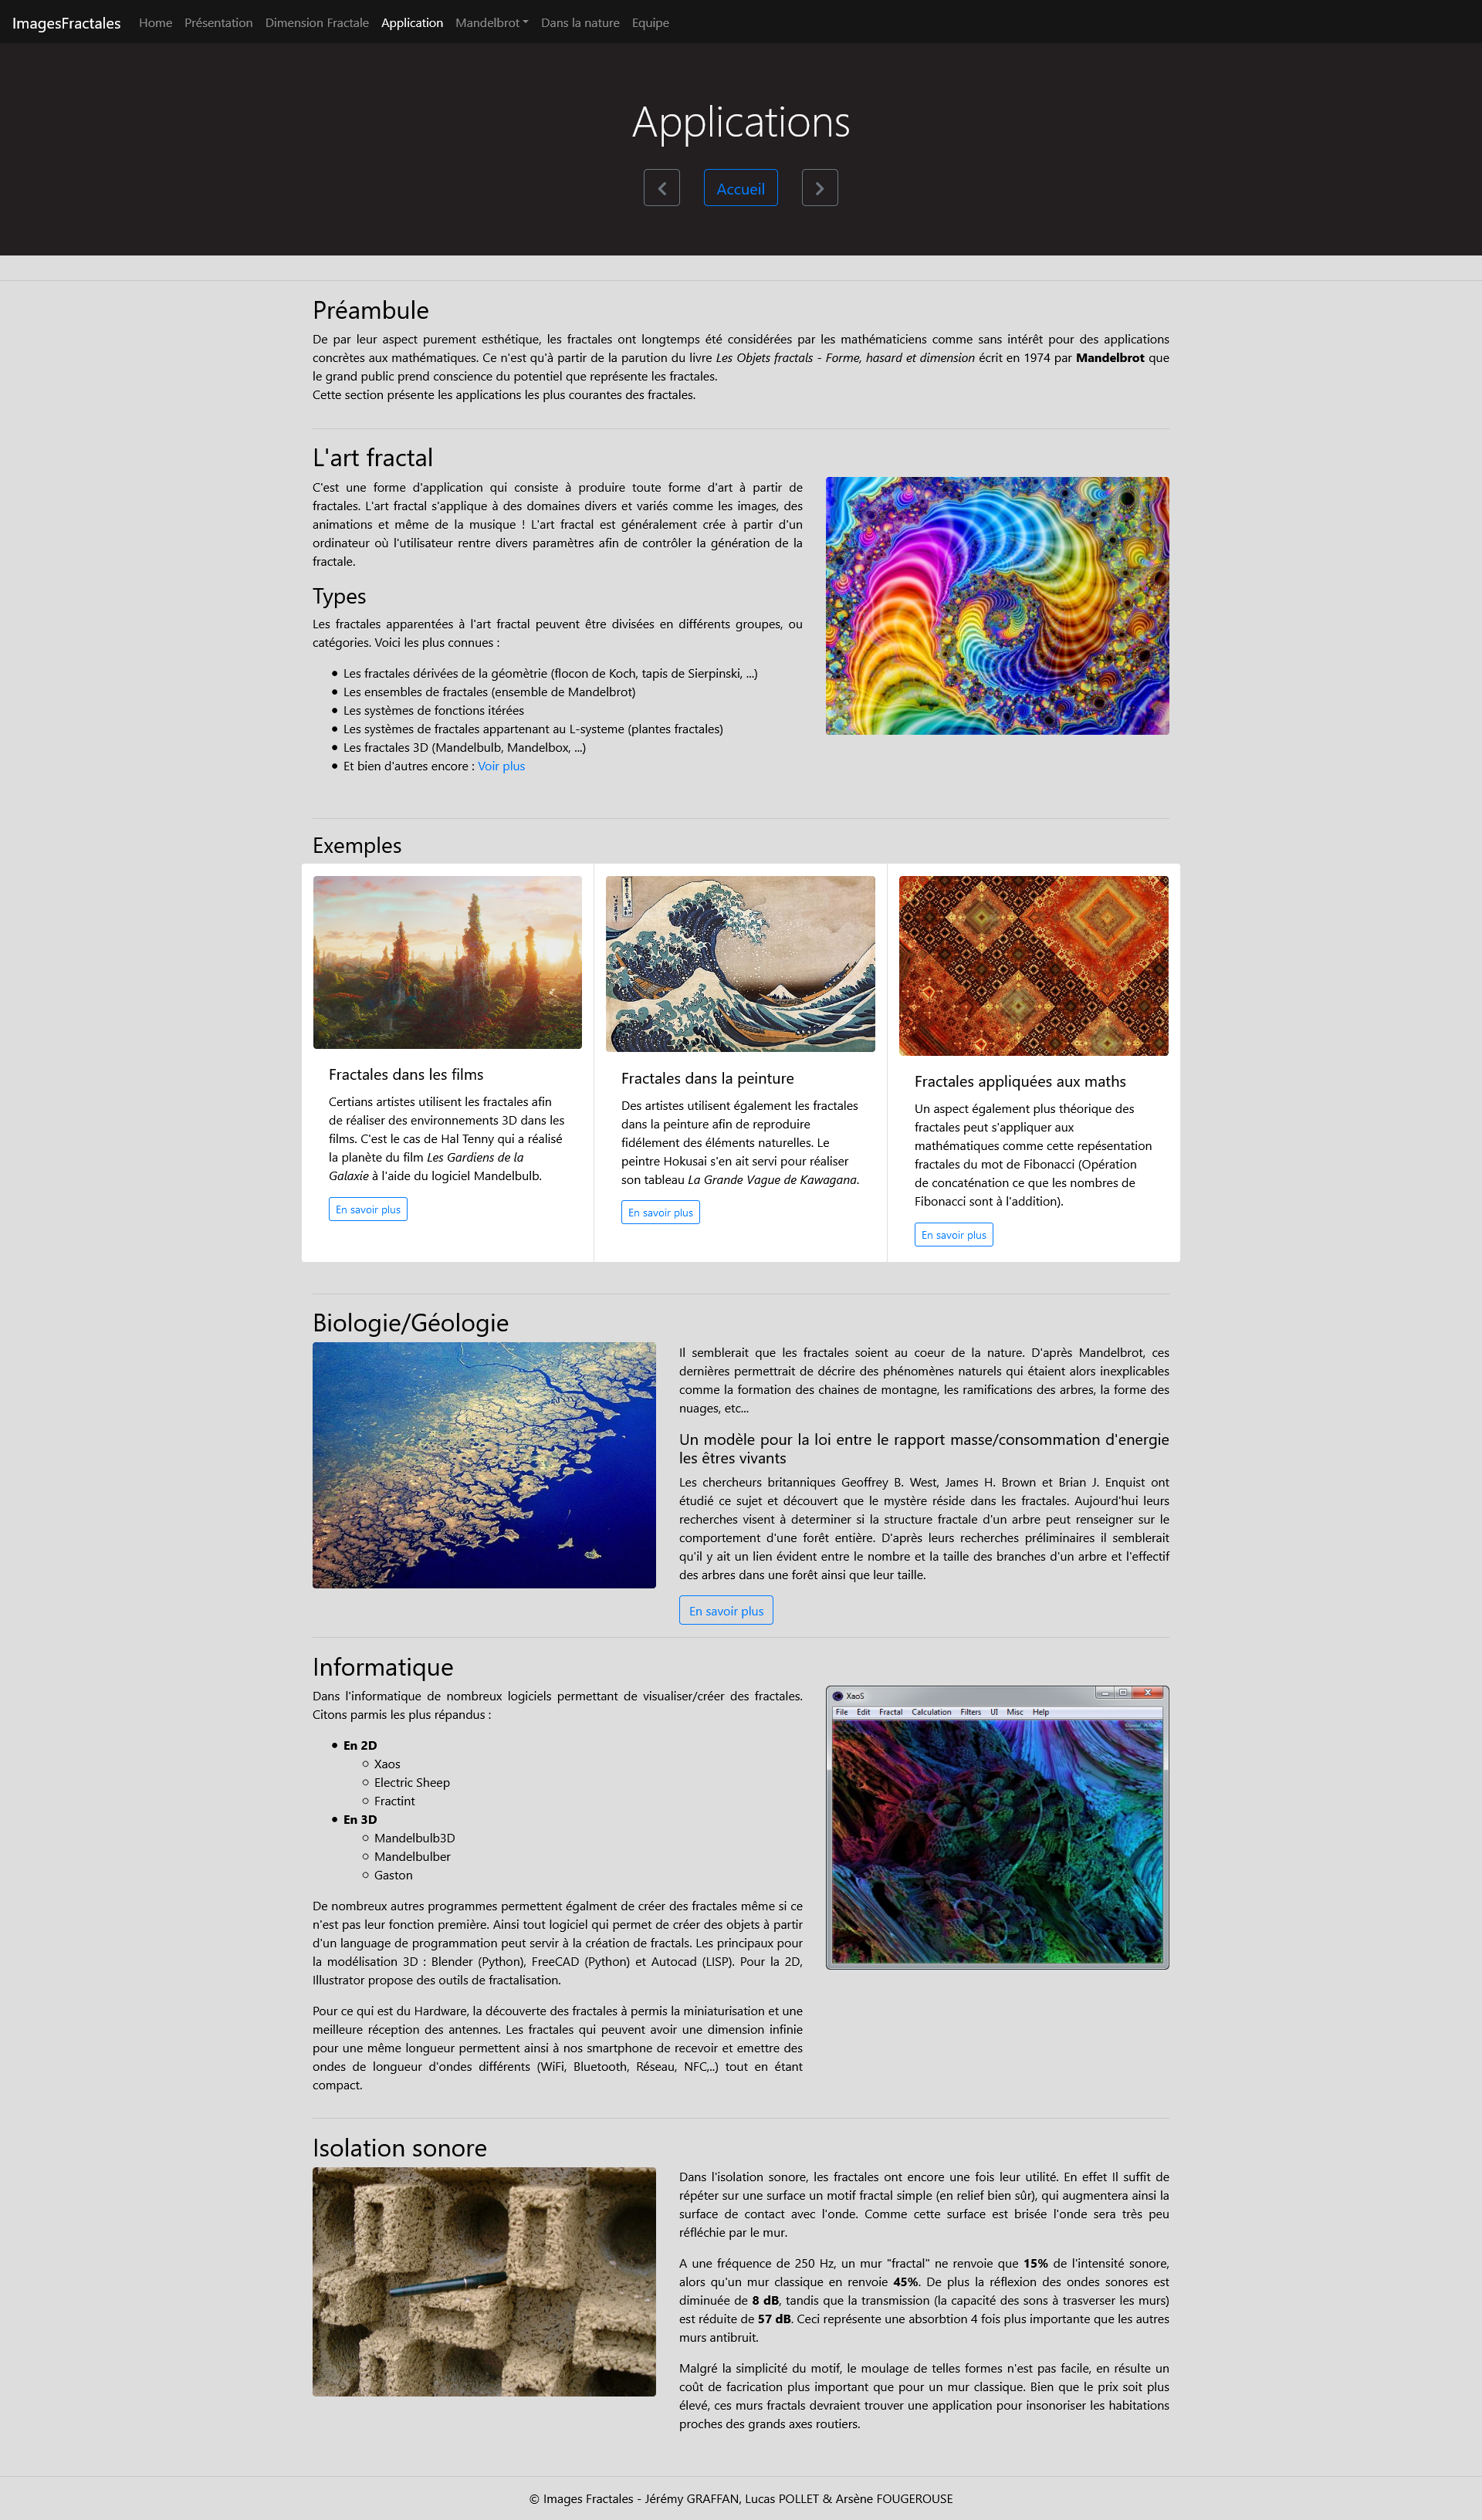 ImagesFractales Home Présentation Dimension Fractale Application Mandelbrot Dans la nature Equipe
Applications
Accueil
Préambule
De par leur aspect purement esthétique, les fractales ont longtemps été considérées par les mathématiciens comme sans intérêt pour des applications
concrètes aux mathématiques. Ce n'est qu'à partir de la parution du livre Les Objets fractals - Forme, hasard et dimension écrit en 1974 par Mandelbrot que
le grand public prend conscience du potentiel que représente les fractales.
Cette section présente les applications les plus courantes des fractales.
L'art fractal
C'est une forme d'application qui consiste à produire toute forme d'art à partir de
fractales. L'art fractal s'applique à des domaines divers et variés comme les images, des
animations et même de la musique ! L'art fractal est généralement crée à partir d'un
ordinateur où l'utilisateur rentre divers paramètres afin de contrôler la génération de la
fractale.
Types
Les fractales apparentées à l'art fractal peuvent être divisées en différents groupes, ou
catégories. Voici les plus connues :
Les fractales dérivées de la géomètrie (flocon de Koch, tapis de Sierpinski, ...)
Les ensembles de fractales (ensemble de Mandelbrot)
Les systèmes de fonctions itérées
Les systèmes de fractales appartenant au L-systeme (plantes fractales)
Les fractales 3D (Mandelbulb, Mandelbox, ...)
Et bien d'autres encore : Voir plus
Exemples
Fractales dans les films
Certians artistes utilisent les fractales afin
de réaliser des environnements 3D dans les
films. C'est le cas de Hal Tenny qui a réalisé
la planète du film Les Gardiens de la
Galaxie à l'aide du logiciel Mandelbulb.
En savoir plus
Fractales dans la peinture
Des artistes utilisent également les fractales
dans la peinture afin de reproduire
fidélement des éléments naturelles. Le
peintre Hokusai s'en ait servi pour réaliser
son tableau La Grande Vague de Kawagana.
En savoir plus
Fractales appliquées aux maths
Un aspect également plus théorique des
fractales peut s'appliquer aux
mathématiques comme cette repésentation
fractales du mot de Fibonacci (Opération
de concaténation ce que les nombres de
Fibonacci sont à l'addition).
En savoir plus
Biologie/Géologie
Il semblerait que les fractales soient au coeur de la nature. D'après Mandelbrot, ces
dernières permettrait de décrire des phénomènes naturels qui étaient alors inexplicables
comme la formation des chaines de montagne, les ramifications des arbres, la forme des
nuages, etc...
Un modèle pour la loi entre le rapport masse/consommation d'energie
les êtres vivants
Les chercheurs britanniques Geoffrey B. West, James H. Brown et Brian J. Enquist ont
étudié ce sujet et découvert que le mystère réside dans les fractales. Aujourd'hui leurs
recherches visent à determiner si la structure fractale d'un arbre peut renseigner sur le
comportement d'une forêt entière. D'après leurs recherches préliminaires il semblerait
qu'il y ait un lien évident entre le nombre et la taille des branches d'un arbre et l'effectif
des arbres dans une forêt ainsi que leur taille.
En savoir plus
Informatique
Dans l'informatique de nombreux logiciels permettant de visualiser/créer des fractales.
Citons parmis les plus répandus :
En 2D
Xaos
Electric Sheep
Fractint
En 3D
Mandelbulb3D
Mandelbulber
Gaston
De nombreux autres programmes permettent égalment de créer des fractales même si ce
n'est pas leur fonction première. Ainsi tout logiciel qui permet de créer des objets à partir
d'un language de programmation peut servir à la création de fractals. Les principaux pour
la modélisation 3D : Blender (Python), FreeCAD (Python) et Autocad (LISP). Pour la 2D,
Illustrator propose des outils de fractalisation.
Pour ce qui est du Hardware, la découverte des fractales à permis la miniaturisation et une
meilleure réception des antennes. Les fractales qui peuvent avoir une dimension infinie
pour une même longueur permettent ainsi à nos smartphone de recevoir et emettre des
ondes de longueur d'ondes différents (WiFi, Bluetooth, Réseau, NFC,..) tout en étant
compact.
XaoS
File Edit Fractal Calculation Filters UI Misc Help
Isolation sonore
Dans l'isolation sonore, les fractales ont encore une fois leur utilité. En effet Il suffit de
répéter sur une surface un motif fractal simple (en relief bien sûr), qui augmentera ainsi la
surface de contact avec l'onde. Comme cette surface est brisée l'onde sera très peu
réfléchie par le mur.
A une fréquence de 250 Hz, un mur "fractal" ne renvoie que 15% de l'intensité sonore,
alors qu'un mur classique en renvoie 45%. De plus la réflexion des ondes sonores est
diminuée de 8 dB, tandis que la transmission (la capacité des sons à trasverser les murs)
est réduite de 57 dB. Ceci représente une absorbtion 4 fois plus importante que les autres
murs antibruit.
Malgré la simplicité du motif, le moulage de telles formes n'est pas facile, en résulte un
coût de facrication plus important que pour un mur classique. Bien que le prix soit plus
élevé, ces murs fractals devraient trouver une application pour insonoriser les habitations
proches des grands axes routiers.
© Images Fractales - Jérémy GRAFFAN, Lucas POLLET & Arsène FOUGEROUSE